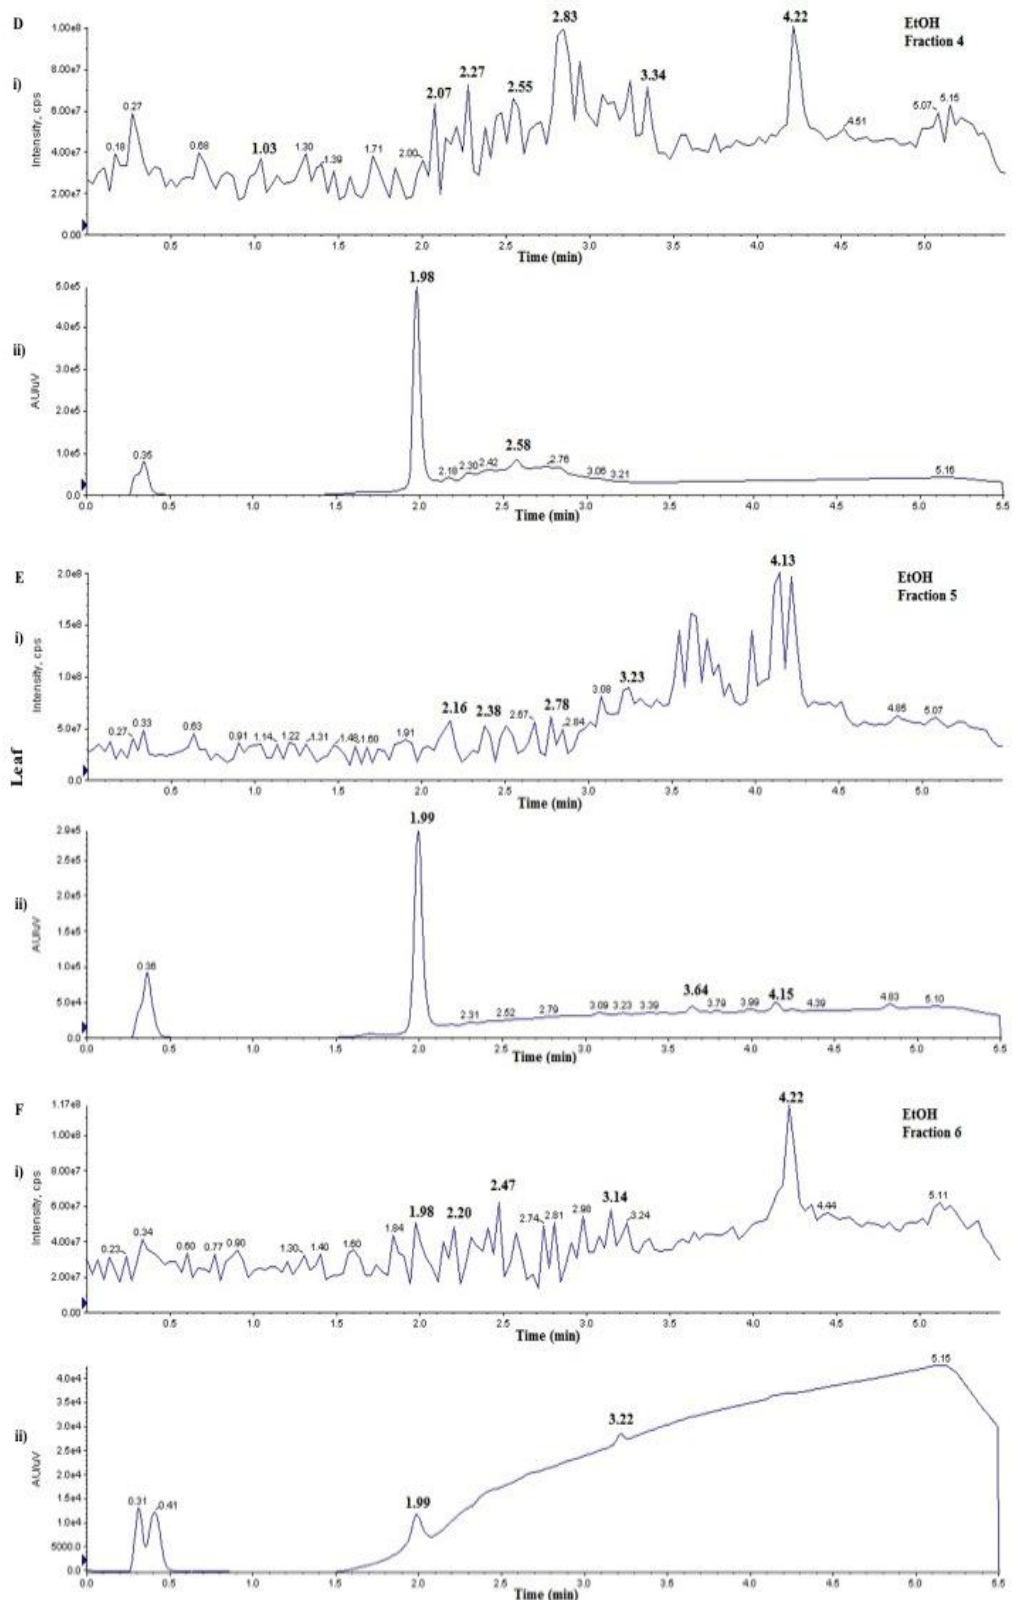 D
EtOH
Fraction 4
i)
Intensity, cps
1.00e8
8.00e7
6.00e7
4.00e7
2.00e7
0.00
0.18
0.27
0.68
1.03
1.30
1.39
1.71
2.00
2.07
2.27
2.55
2.83
3.34
4.22
4.51
5.07
5.15
0.5 1.0 1.5 2.0 2.5 3.0 3.5 4.0 4.5 5.0
Time (min)
ii)
AU/uV
5.0e5
4.0e5
3.0e5
2.0e5
1.0e5
0.0
0.35
1.98
2.18
2.30
2.42
2.58
2.76
3.06
3.21
5.16
0.0 0.5 1.0 1.5 2.0 2.5 3.0 3.5 4.0 4.5 5.0 5.5
Time (min)
Leaf
E
EtOH
Fraction 5
i)
Intensity, cps
2.0e8
1.5e8
1.0e8
5.0e7
0.0
0.27
0.33
0.63
0.91
1.14
1.22
1.31
1.48
1.60
1.91
2.16
2.38
2.67
2.78
2.84
3.08
3.23
4.13
4.85
5.07
0.5 1.0 1.5 2.0 2.5 3.0 3.5 4.0 4.5 5.0
Time (min)
ii)
AU/uV
2.9e5
2.5e5
2.0e5
1.5e5
1.0e5
5.0e4
0.0
0.36
1.99
2.31
2.52
2.79
3.09
3.23
3.39
3.64
3.79
3.99
4.15
4.39
4.83
5.10
0.0 0.5 1.0 1.5 2.0 2.5 3.0 3.5 4.0 4.5 5.0 5.5
Time (min)
F
EtOH
Fraction 6
i)
Intensity, cps
1.17e8
1.00e8
8.00e7
6.00e7
4.00e7
2.00e7
0.00
0.23
0.34
0.60
0.77
0.90
1.30
1.40
1.60
1.84
1.98
2.20
2.47
2.74
2.81
2.98
3.14
3.24
4.22
4.44
5.11
0.5 1.0 1.5 2.0 2.5 3.0 3.5 4.0 4.5 5.0
Time (min)
ii)
AU/uV
4.0e4
3.5e4
3.0e4
2.5e4
2.0e4
1.5e4
1.0e4
5000.0
0.0
0.31
0.41
1.99
3.22
5.15
0.0 0.5 1.0 1.5 2.0 2.5 3.0 3.5 4.0 4.5 5.0 5.5
Time (min)